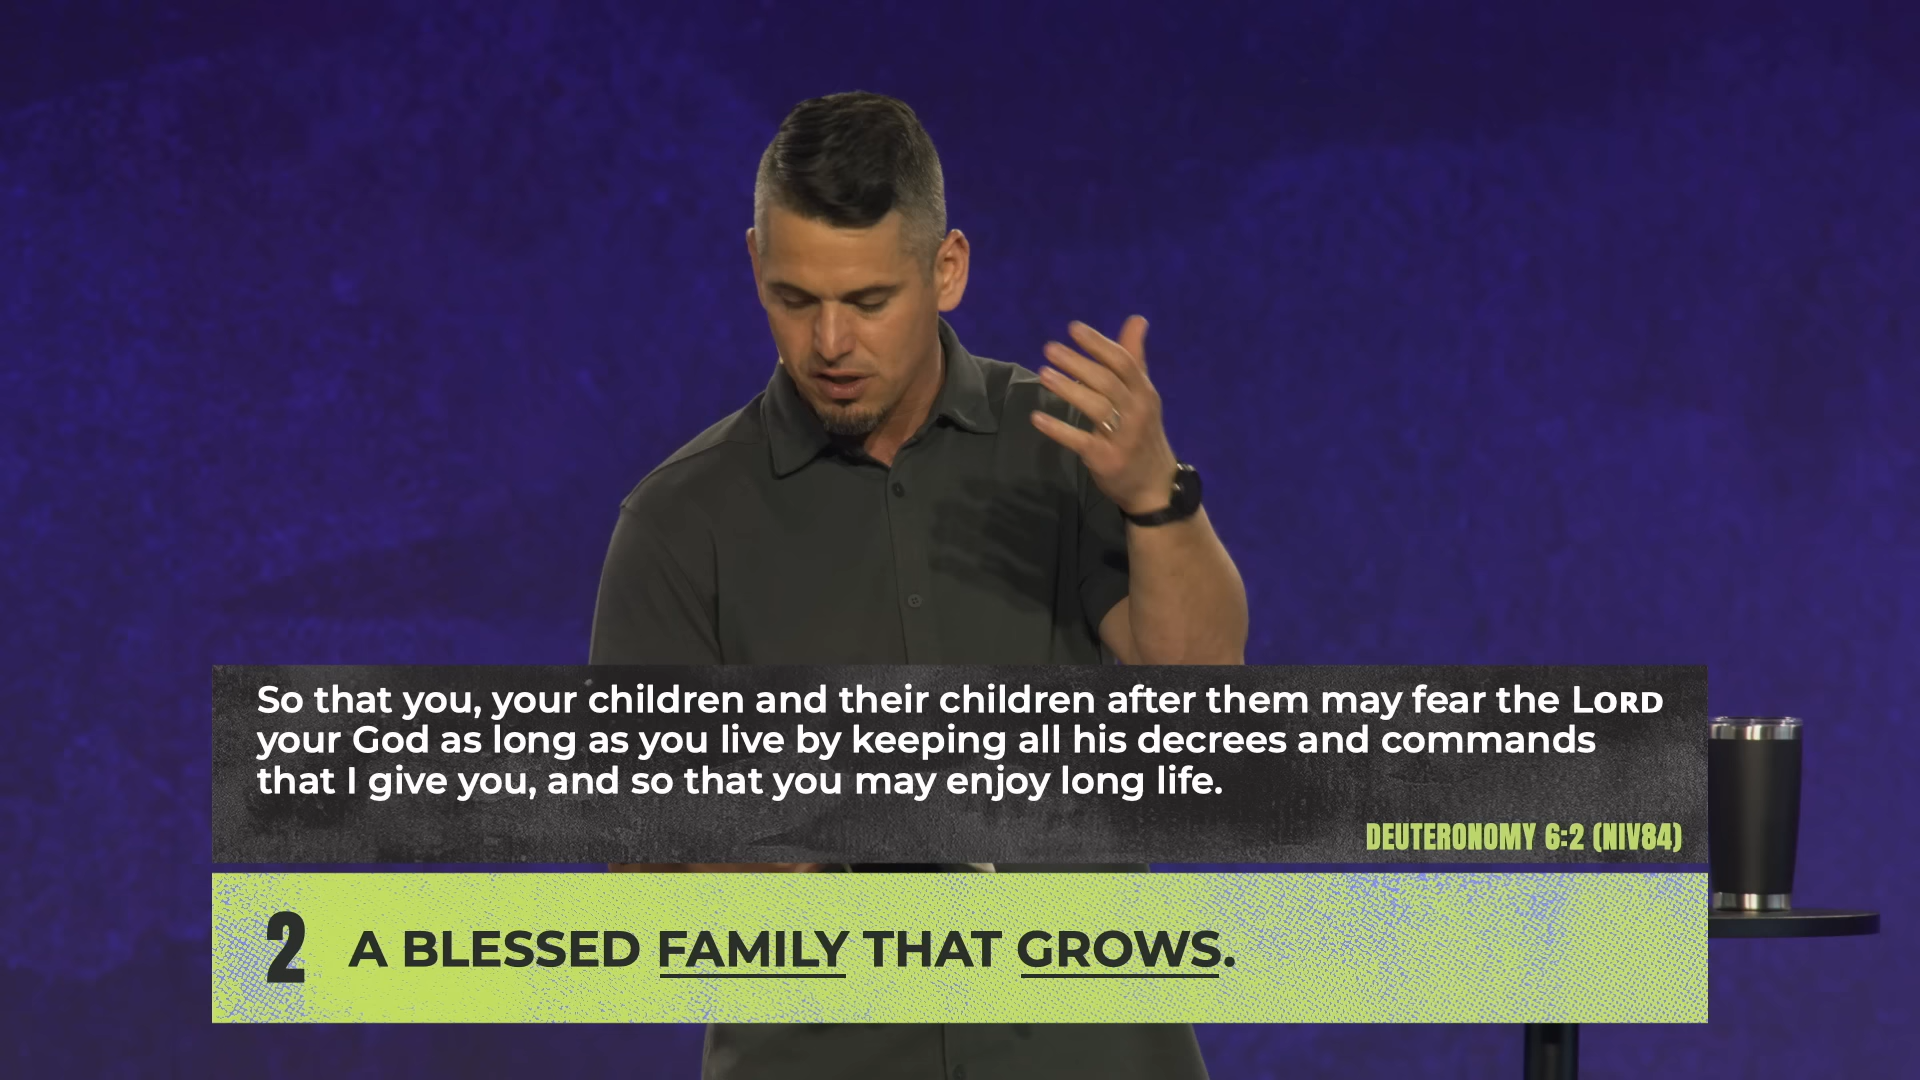 So that you, your children and their children after them may fear the LORD
your God as long as you live by keeping all his decrees and commands
that I give you, and so that you may enjoy long life.
DEUTERONOMY 6:2 (NIV84)
2 A BLESSED FAMILY THAT GROWS.